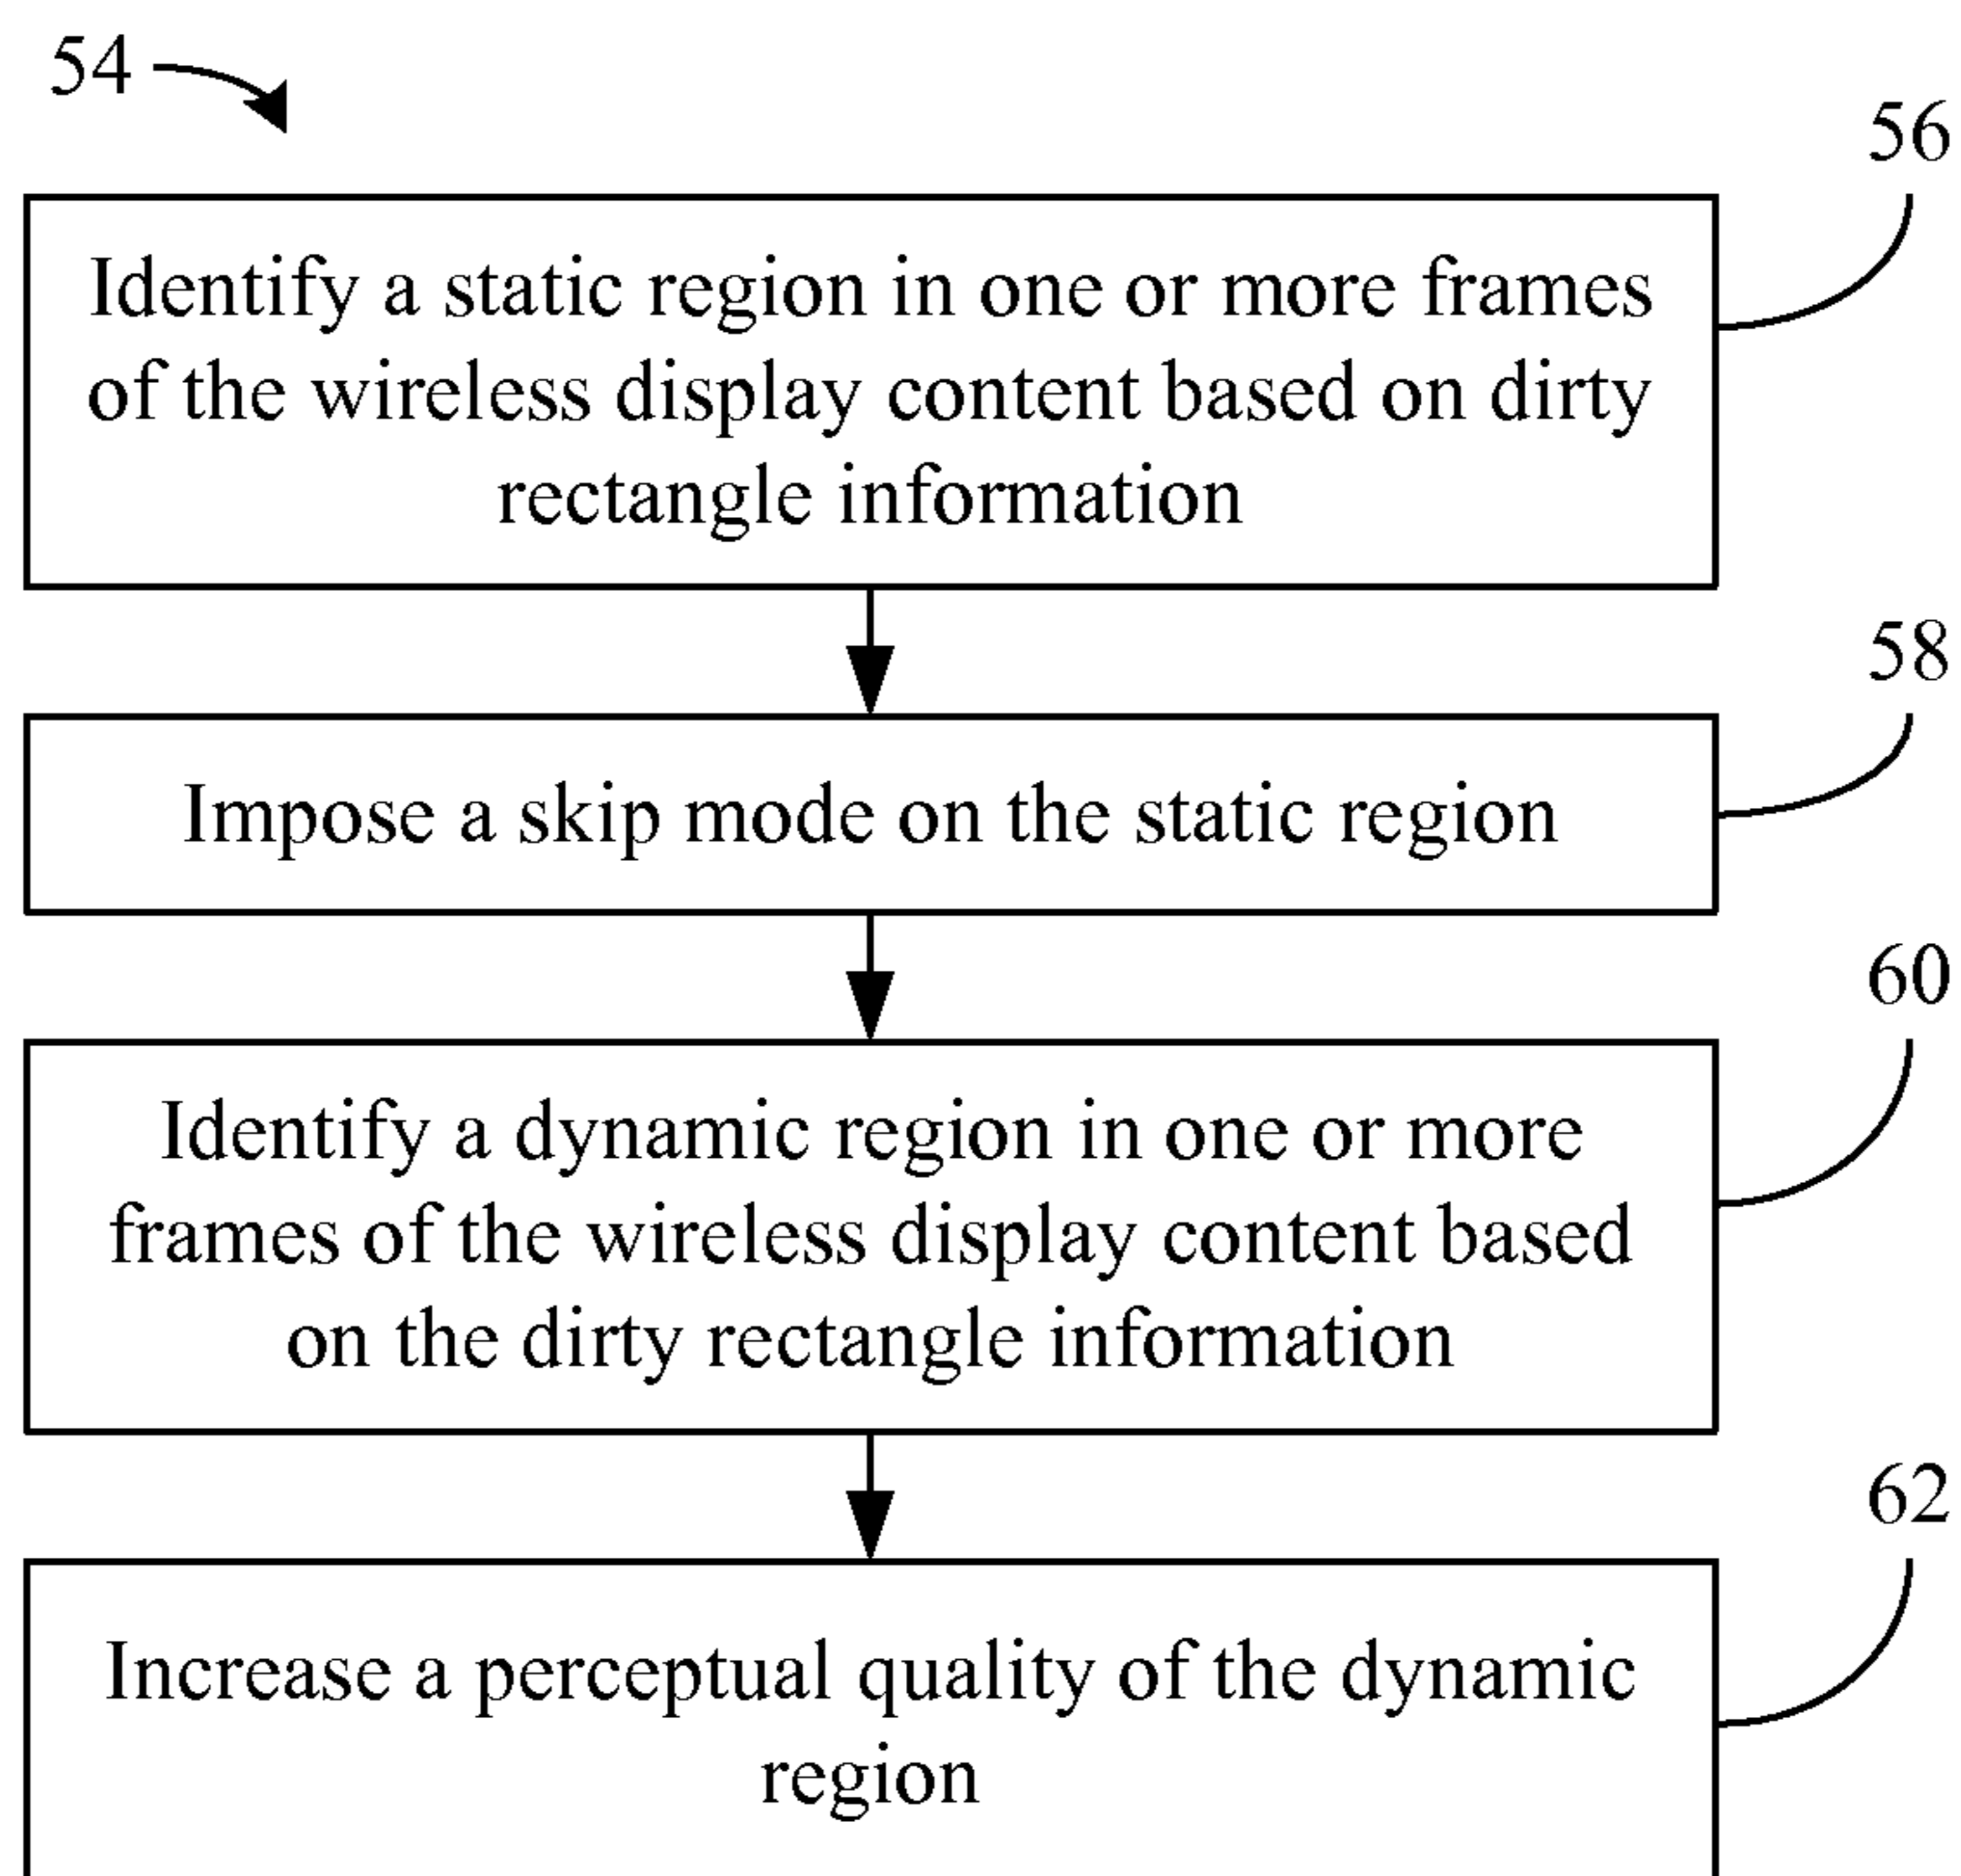 54
56
Identify a static region in one or more frames
of the wireless display content based on dirty
rectangle information
58
Impose a skip mode on the static region
60
Identify a dynamic region in one or more
frames of the wireless display content based
on the dirty rectangle information
62
Increase a perceptual quality of the dynamic
region